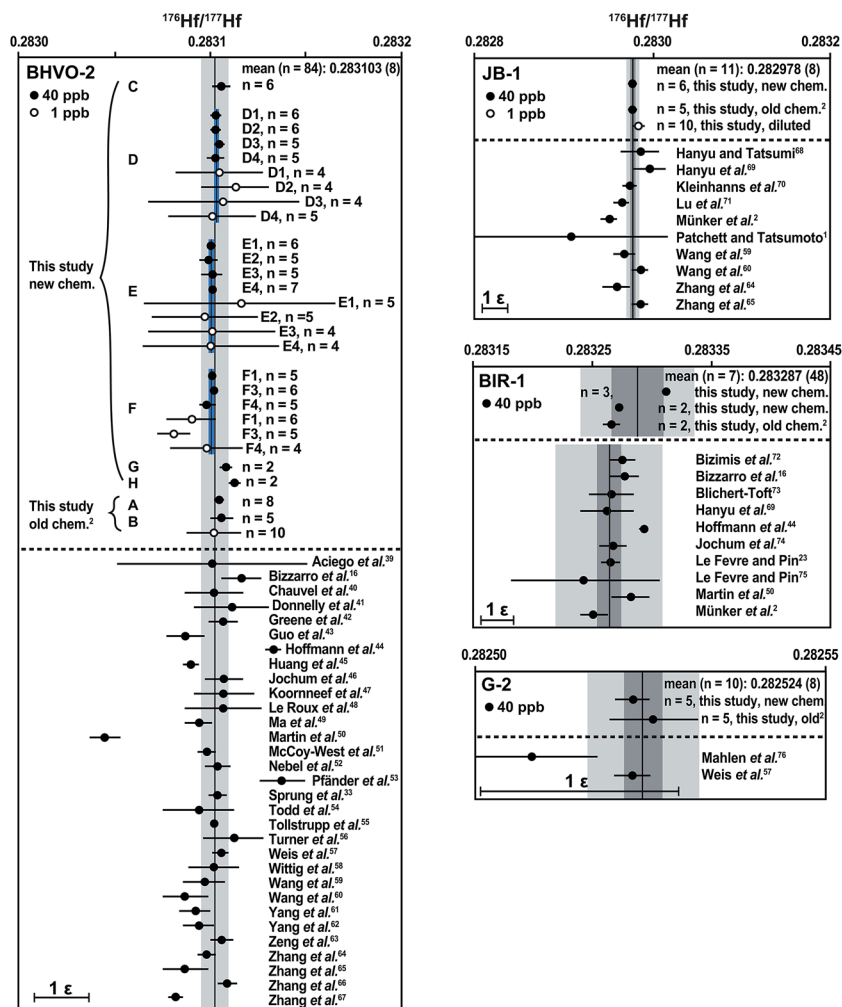 176Hf/177Hf
0.2830 0.2831 0.2832
BHVO-2
mean (n = 84): 0.283103 (8)
● 40 ppb
○ 1 ppb
C
n = 6
D1, n = 6
D2, n = 6
D3, n = 5
D
D4, n = 5
D1, n = 4
D2, n = 4
D3, n = 4
D4, n = 5
E1, n = 6
E2, n = 5
This study
new chem.
E3, n = 5
E
E4, n = 7
E1, n = 5
E2, n =5
E3, n = 4
E4, n = 4
F1, n = 5
F3, n = 6
F
F4, n = 5
F1, n = 6
F3, n = 5
F4, n = 4
G
n = 2
H
n = 2
This study
old chem.2
A
n = 8
B
n = 5
n = 10
Aciego et al.39
Bizzarro et al.16
Chauvel et al.40
Donnelly et al.41
Greene et al.42
Guo et al.43
Hoffmann et al.44
Huang et al.45
Jochum et al.46
Koornneef et al.47
Le Roux et al.48
Ma et al.49
Martin et al.50
McCoy-West et al.51
Nebel et al.52
Pfänder et al.53
Sprung et al.33
Todd et al.54
Tollstrupp et al.55
Turner et al.56
Weis et al.57
Wittig et al.58
Wang et al.59
Wang et al.60
Yang et al.61
Yang et al.62
Zeng et al.63
Zhang et al.64
Zhang et al.65
Zhang et al.66
Zhang et al.67
1 ε
176Hf/177Hf
0.2828 0.2830 0.2832
JB-1
mean (n = 11): 0.282978 (8)
● 40 ppb
○ 1 ppb
n = 6, this study, new chem.
n = 5, this study, old chem.2
n = 10, this study, diluted
Hanyu and Tatsumi68
Hanyu et al.69
Kleinhanns et al.70
Lu et al.71
Münker et al.2
Patchett and Tatsumoto1
Wang et al.59
Wang et al.60
Zhang et al.64
Zhang et al.65
1 ε
0.28315 0.28325 0.28335 0.28345
BIR-1
mean (n = 7): 0.283287 (48)
● 40 ppb
n = 3, this study, new chem.
n = 2, this study, new chem.
n = 2, this study, old chem.2
Bizimis et al.72
Bizzarro et al.16
Blichert-Toft73
Hanyu et al.69
Hoffmann et al.44
Jochum et al.74
Le Fevre and Pin23
Le Fevre and Pin75
Martin et al.50
Münker et al.2
1 ε
0.28250 0.28255
G-2
mean (n = 10): 0.282524 (8)
● 40 ppb
n = 5, this study, new chem
n = 5, this study, old2
Mahlen et al.76
Weis et al.57
1 ε